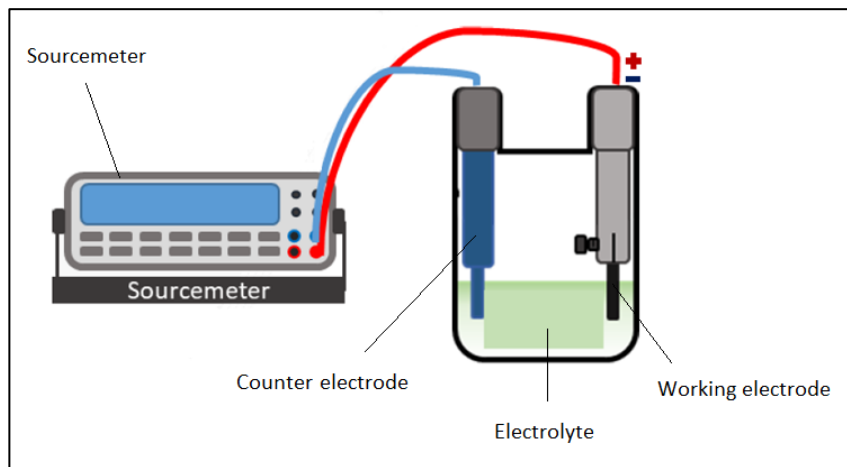 Sourcemeter
+
−
Sourcemeter
Counter electrode
Working electrode
Electrolyte